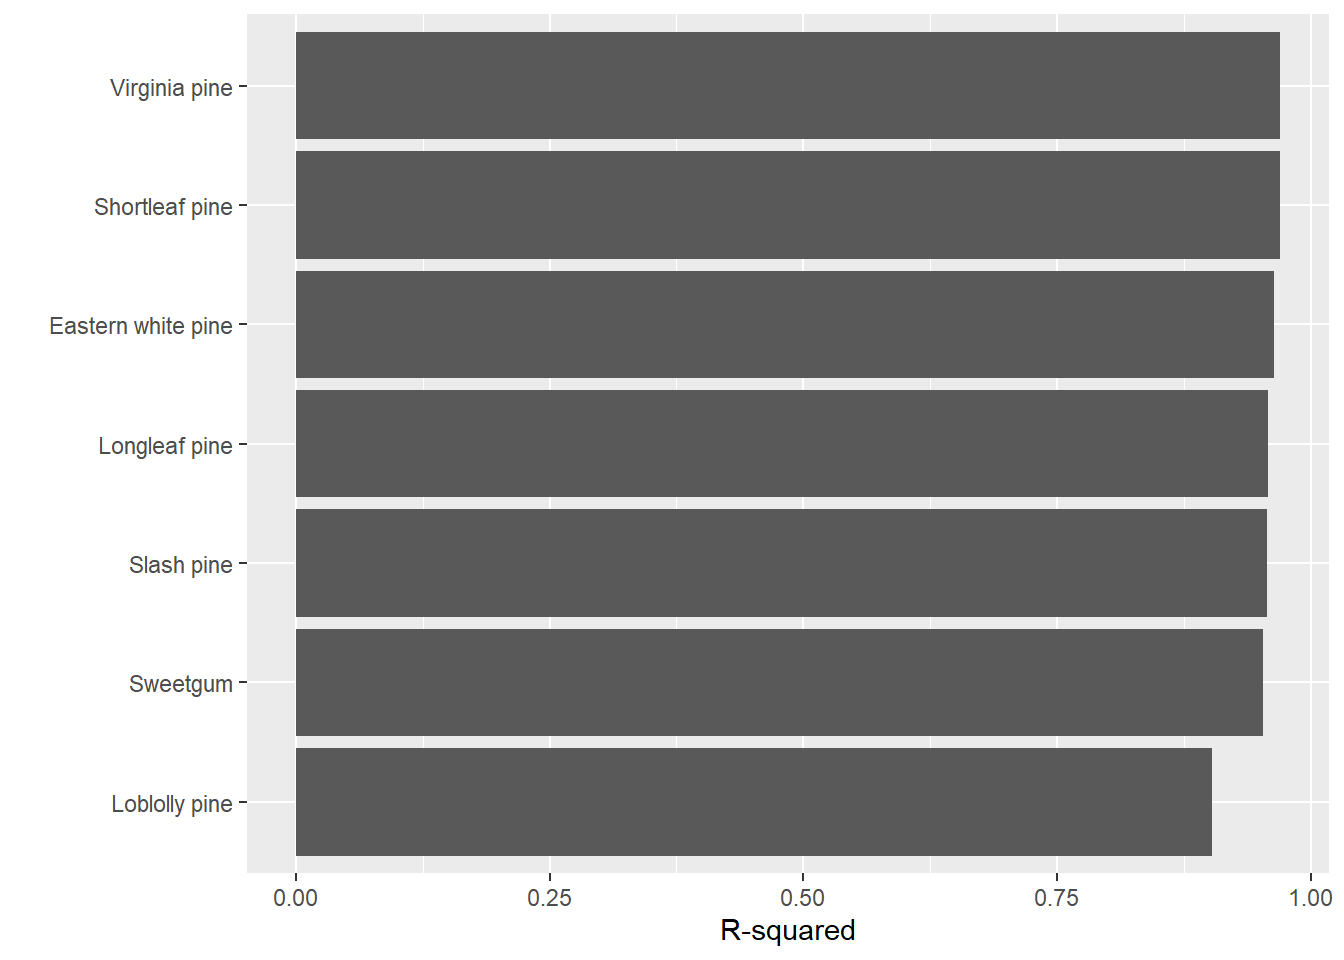 Virginia pine
Shortleaf pine
Eastern white pine
Longleaf pine
Slash pine
Sweetgum
Loblolly pine
0.00 0.25 0.50 0.75 1.00
R-squared